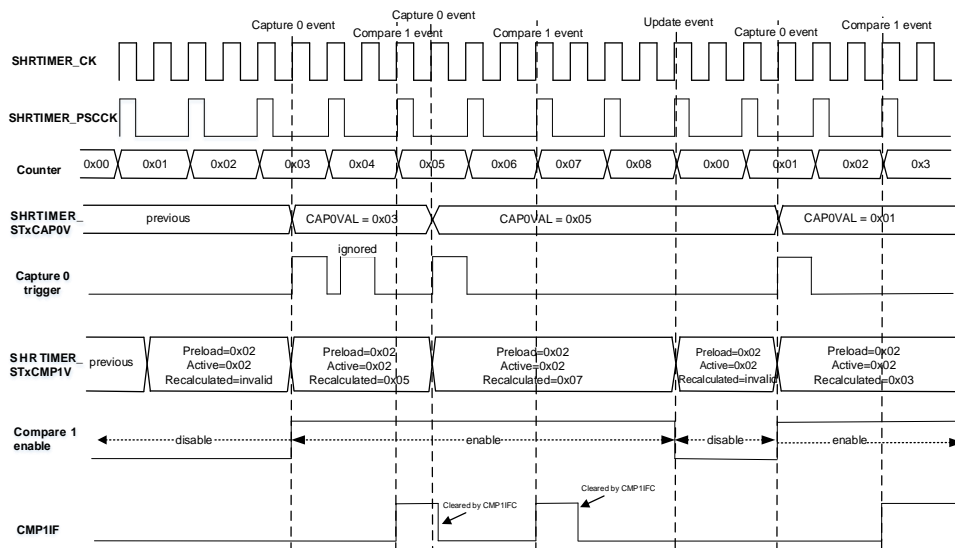 Capture 0 event
Capture 0 event
Compare 1 event
Compare 1 event
Update event
Capture 0 event
Compare 1 event
SHRTIMER_CK
SHRTIMER_PSCCK
Counter
0x00 0x01 0x02 0x03 0x04 0x05 0x06 0x07 0x08 0x00 0x01 0x02 0x3
SHRTIMER_
STxCAP0V
previous
CAP0VAL = 0x03
CAP0VAL = 0x05
CAP0VAL = 0x01
ignored
Capture 0
trigger
SHRTIMER_
STxCMP1V
previous
Preload=0x02
Active=0x02
Recalculated=invalid
Preload=0x02
Active=0x02
Recalculated=0x05
Preload=0x02
Active=0x02
Recalculated=0x07
Preload=0x02
Active=0x02
Recalculated=invalid
Preload=0x02
Active=0x02
Recalculated=0x03
Compare 1
enable
disable
enable
disable
enable
CMP1IF
Cleared by CMP1IFC
Cleared by CMP1IFC